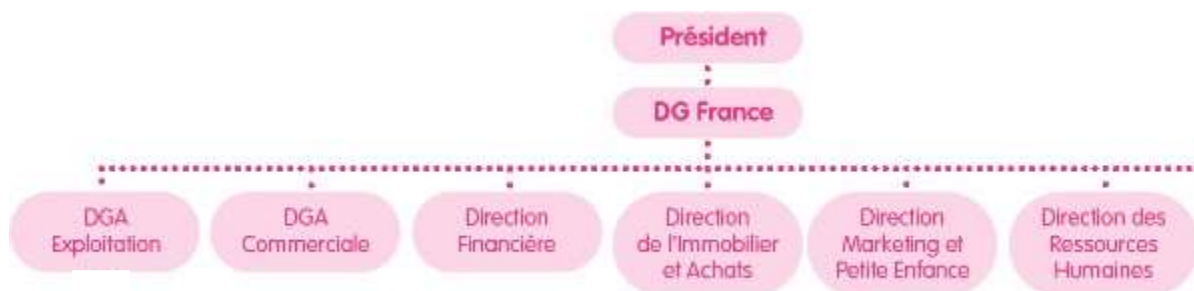 Président
DG France
DGA
Exploitation
DGA
Commerciale
Direction
Financière
Direction
de l'Immobilier
et Achats
Direction
Marketing et
Petite Enfance
Direction des
Ressources
Humaines